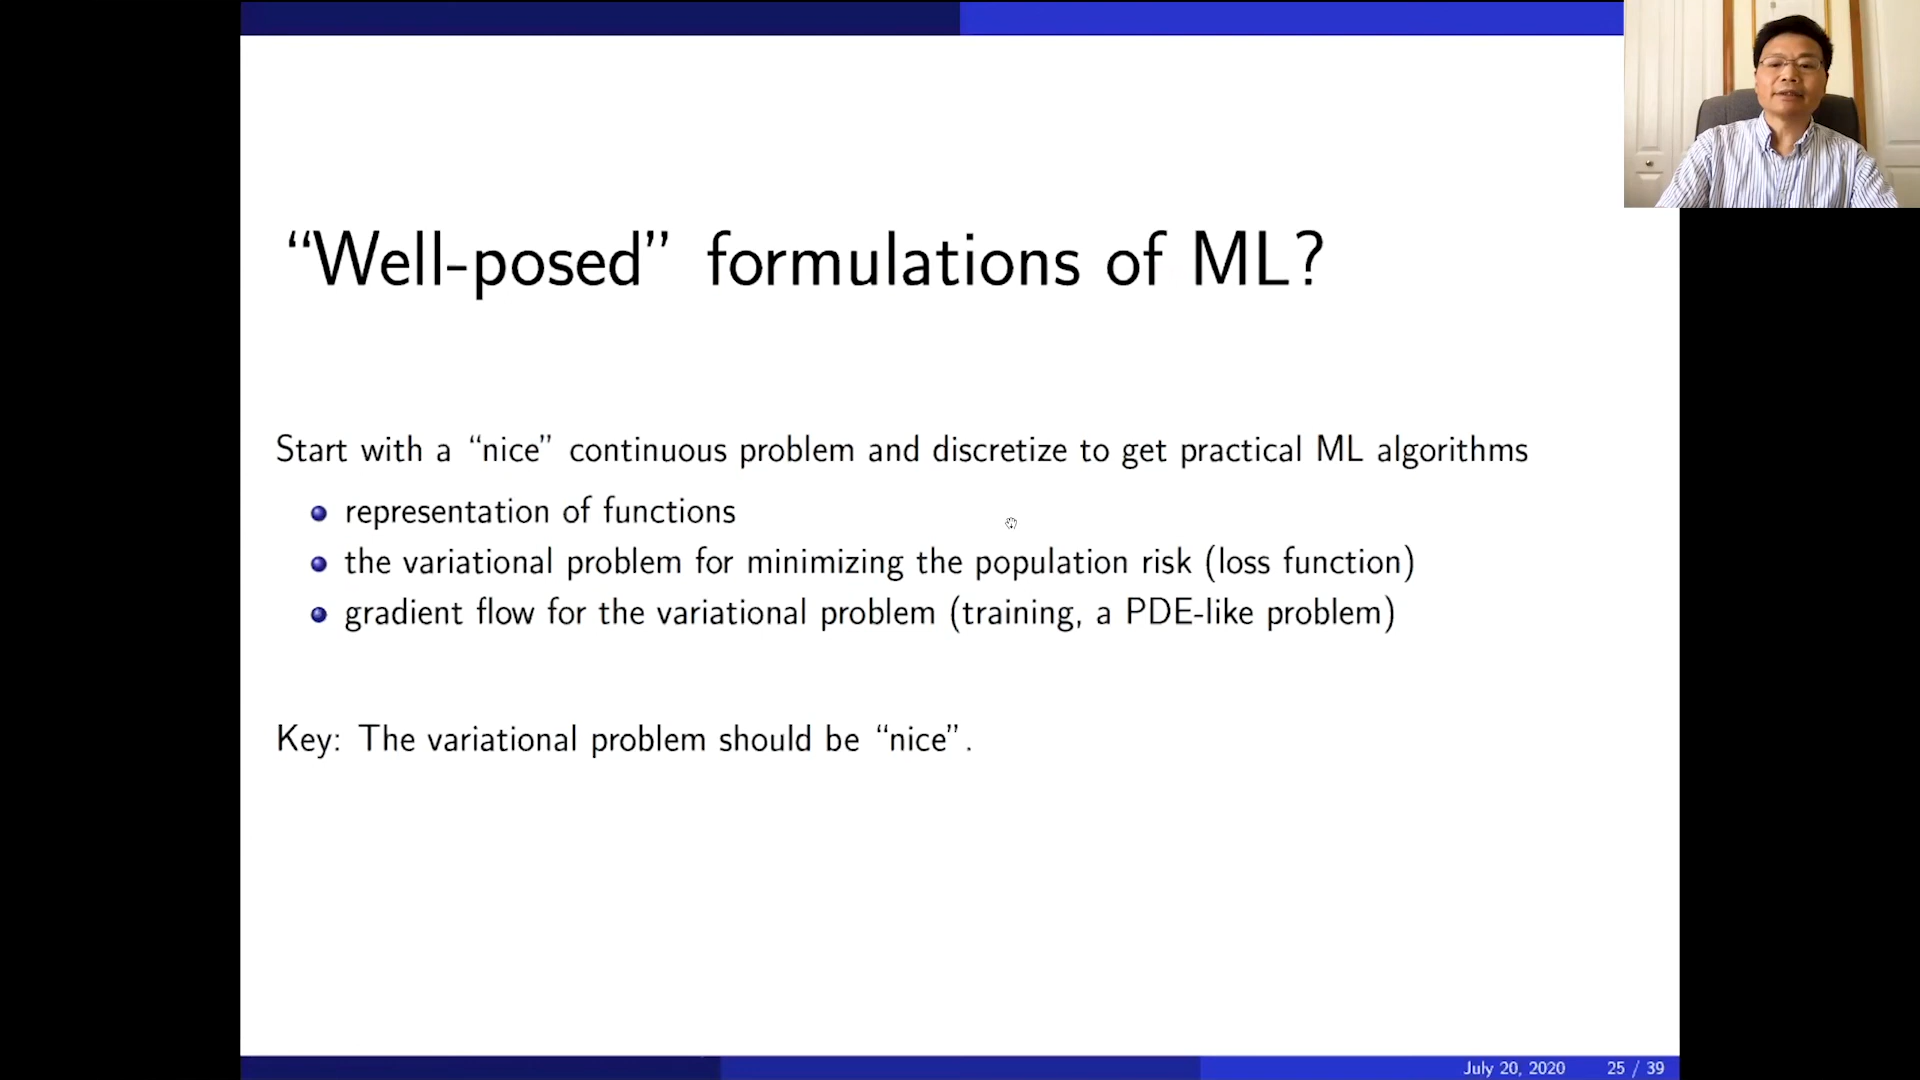 “Well-posed” formulations of ML?
Start with a “nice” continuous problem and discretize to get practical ML algorithms
representation of functions
the variational problem for minimizing the population risk (loss function)
gradient flow for the variational problem (training, a PDE-like problem)
Key: The variational problem should be “nice”.
July 20, 2020 25 / 39